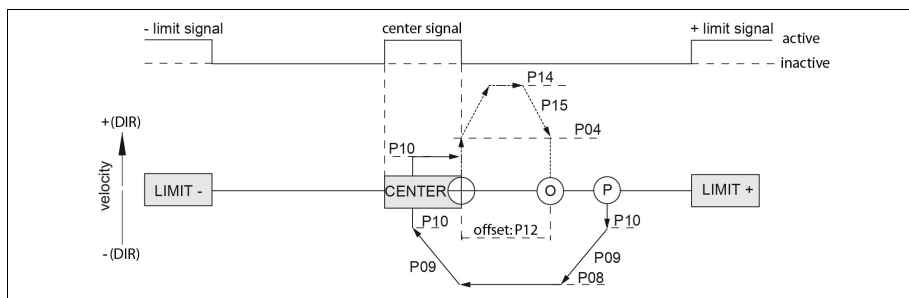 - limit signal
center signal
+ limit signal
active
inactive
P14
P15
+(DIR)
P04
P10
velocity
LIMIT -
CENTER
O
P
LIMIT +
P10
P10
offset: P12
-(DIR)
P09
P09
P08